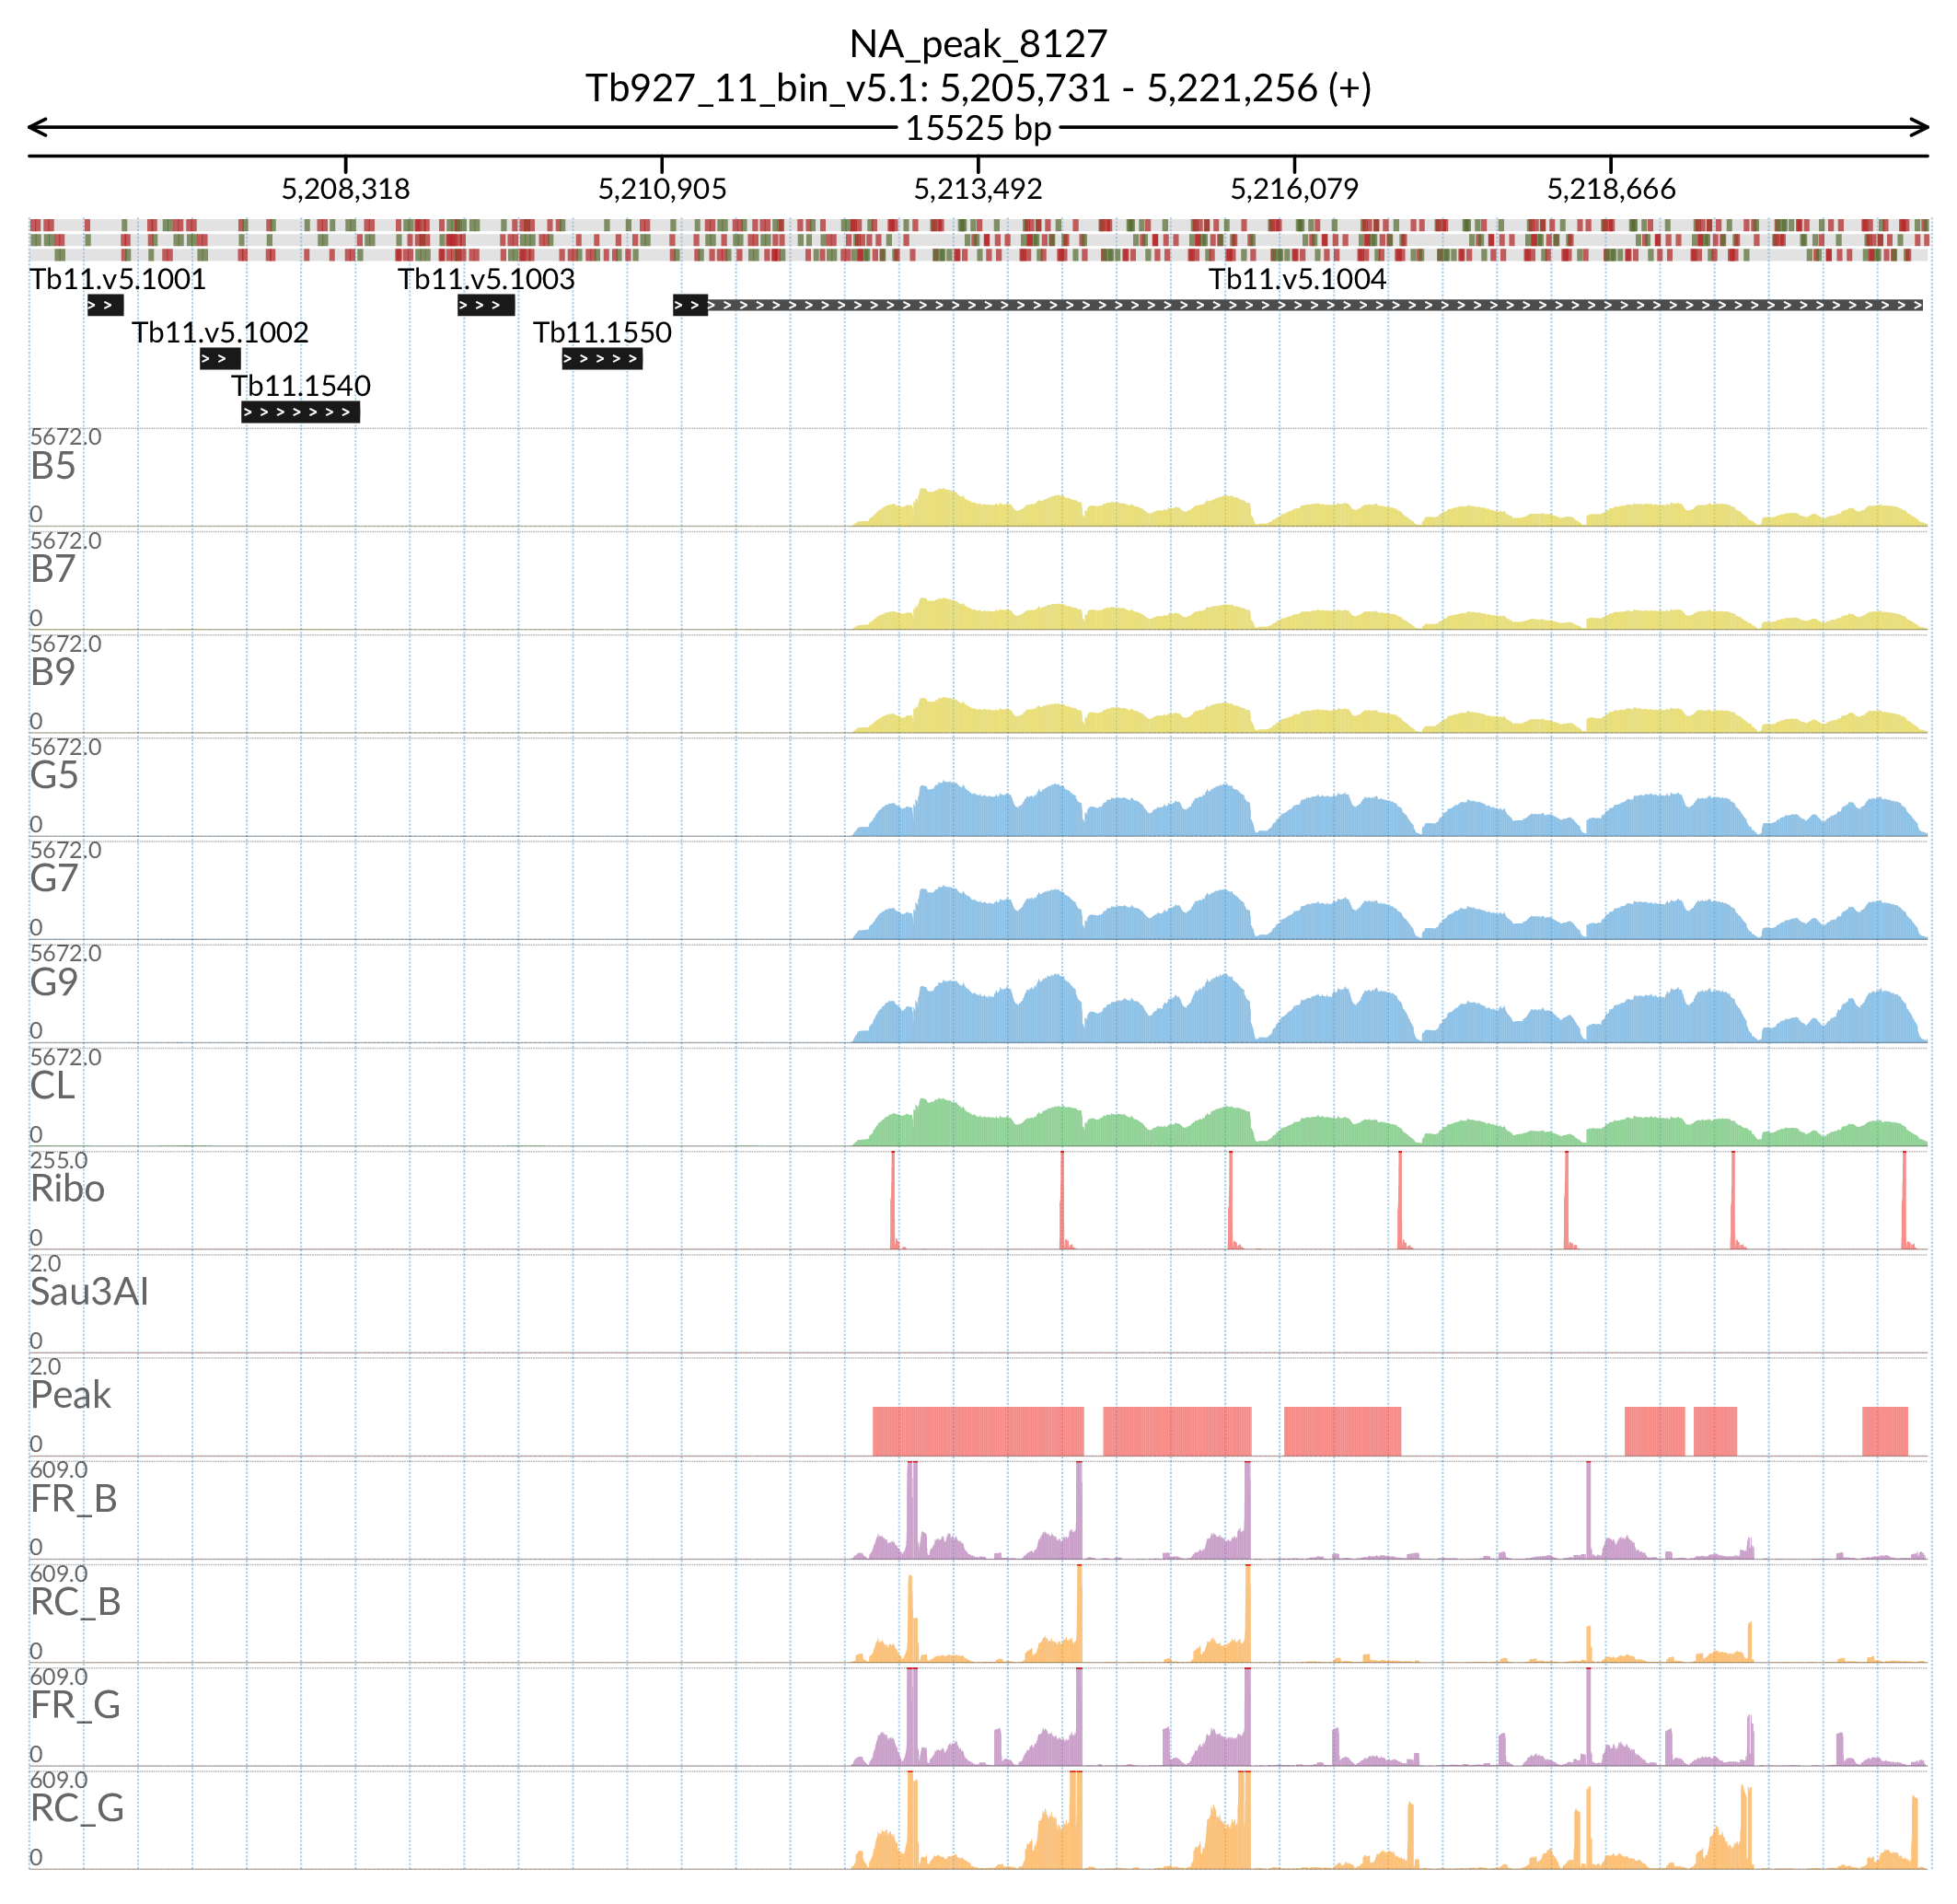 NA_peak_8127
Tb927_11_bin_v5.1: 5,205,731 - 5,221,256 (+)
15525 bp
5,208,318 5,210,905 5,213,492 5,216,079 5,218,666
Tb11.v5.1001 Tb11.v5.1003 Tb11.v5.1004
Tb11.v5.1002 Tb11.1550
Tb11.1540
5672.0
B5
0
5672.0
B7
0
5672.0
B9
0
5672.0
G5
0
5672.0
G7
0
5672.0
G9
0
5672.0
CL
0
255.0
Ribo
0
2.0
Sau3AI
0
2.0
Peak
0
609.0
FR_B
0
609.0
RC_B
0
609.0
FR_G
0
609.0
RC_G
0